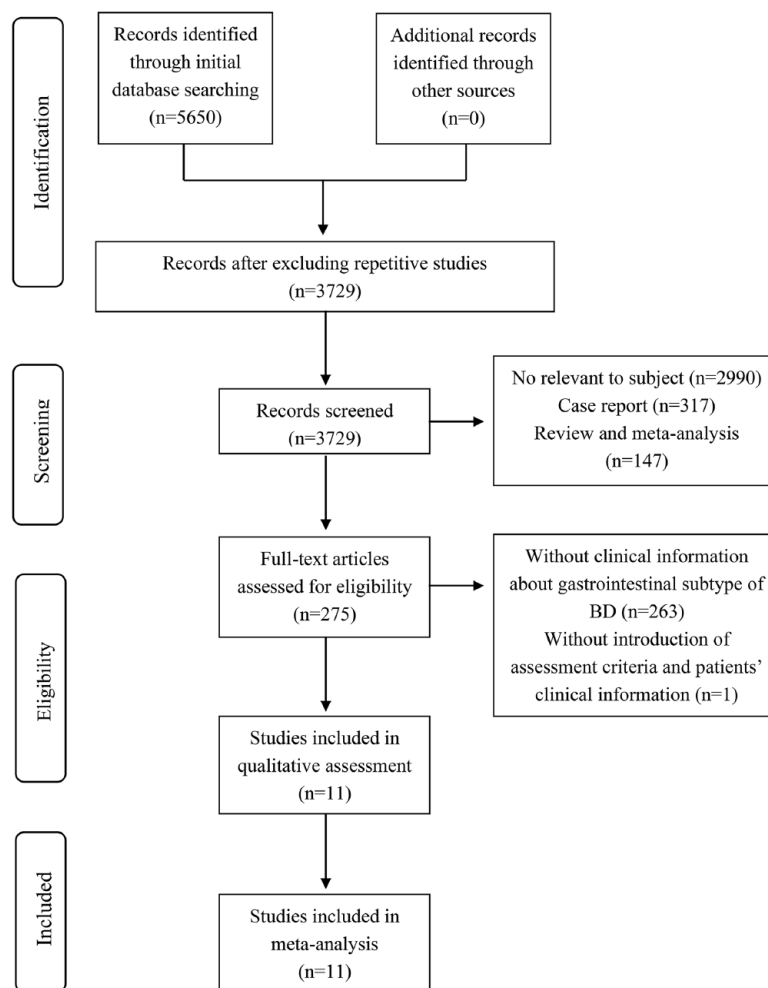 Identification
Records identified
through initial
database searching
(n=5650)
Additional records
identified through
other sources
(n=0)
Records after excluding repetitive studies
(n=3729)
Screening
Records screened
(n=3729)
No relevant to subject (n=2990)
Case report (n=317)
Review and meta-analysis
(n=147)
Eligibility
Full-text articles
assessed for eligibility
(n=275)
Without clinical information
about gastrointestinal subtype of
BD (n=263)
Without introduction of
assessment criteria and patients’
clinical information (n=1)
Studies included in
qualitative assessment
(n=11)
Included
Studies included in
meta-analysis
(n=11)